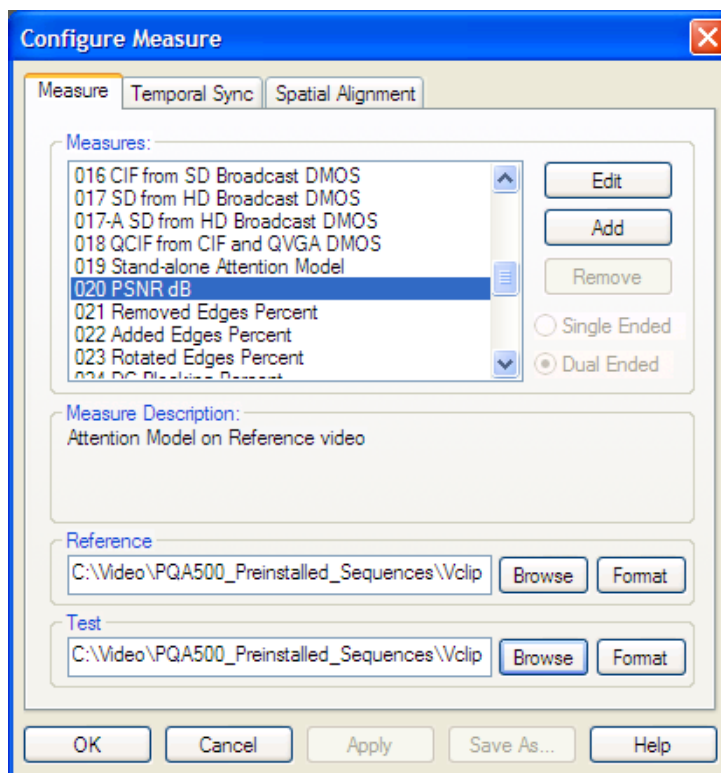 Configure Measure
Measure Temporal Sync Spatial Alignment
Measures:
016 CIF from SD Broadcast DMOS
017 SD from HD Broadcast DMOS
017-A SD from HD Broadcast DMOS
018 QCIF from CIF and QVGA DMOS
019 Stand-alone Attention Model
020 PSNR dB
021 Removed Edges Percent
022 Added Edges Percent
023 Rotated Edges Percent
024 DC Blocking Percent
Edit
Add
Remove
Single Ended
Dual Ended
Measure Description:
Attention Model on Reference video
Reference
C:\Video\PQA500_Preinstalled_Sequences\Vclip Browse Format
Test
C:\Video\PQA500_Preinstalled_Sequences\Vclip Browse Format
OK Cancel Apply Save As... Help